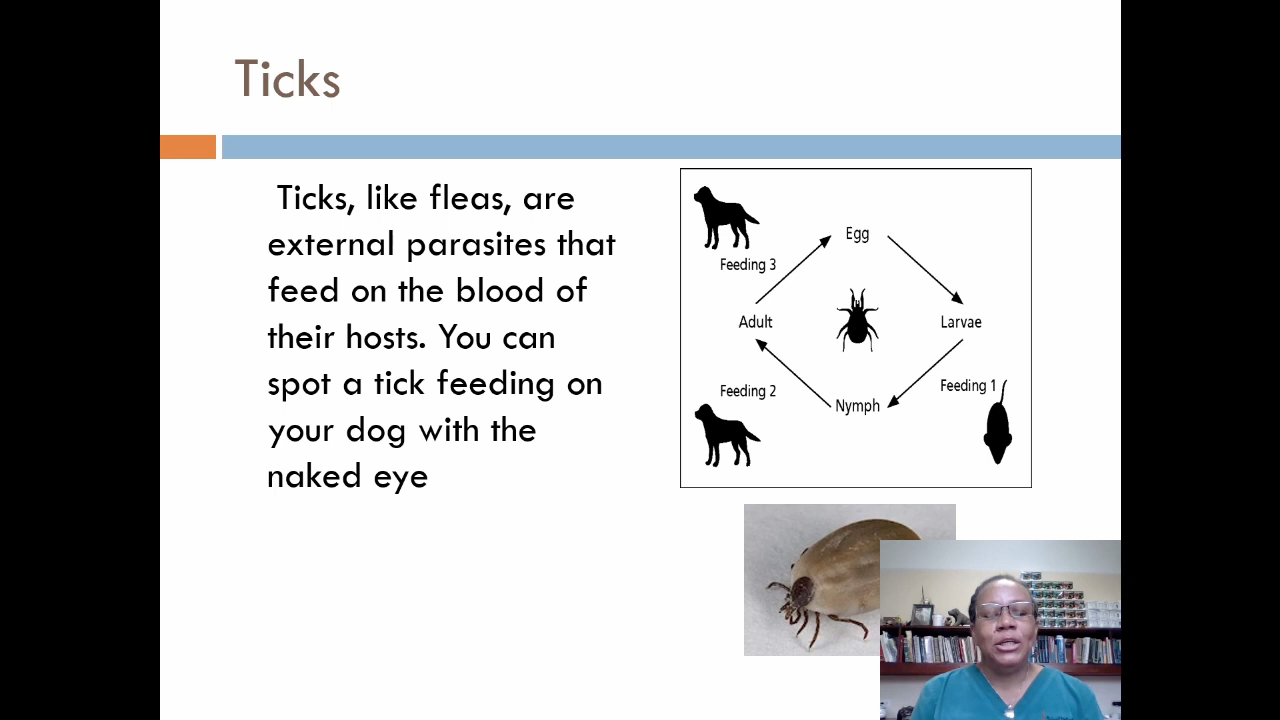 Ticks
Ticks, like fleas, are
external parasites that
feed on the blood of
their hosts. You can
spot a tick feeding on
your dog with the
naked eye
Egg
Feeding 3
Adult
Larvae
Feeding 2
Feeding 1
Nymph